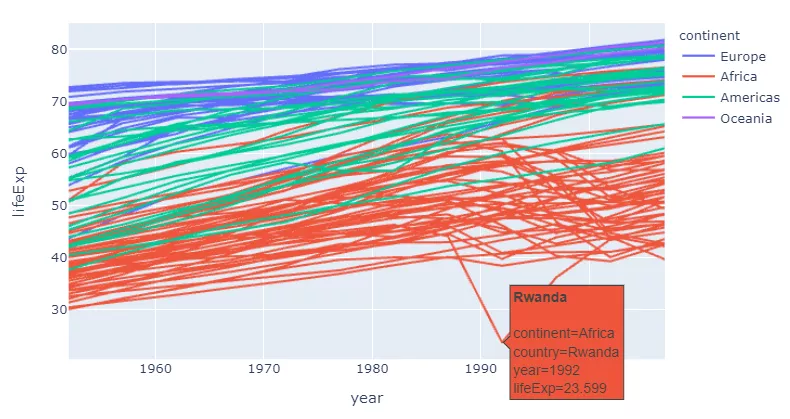 continent
Europe
Africa
Americas
Oceania
lifeExp
80
70
60
50
40
30
1960
1970
1980
1990
year
Rwanda
continent=Africa
country=Rwanda
year=1992
lifeExp=23.599